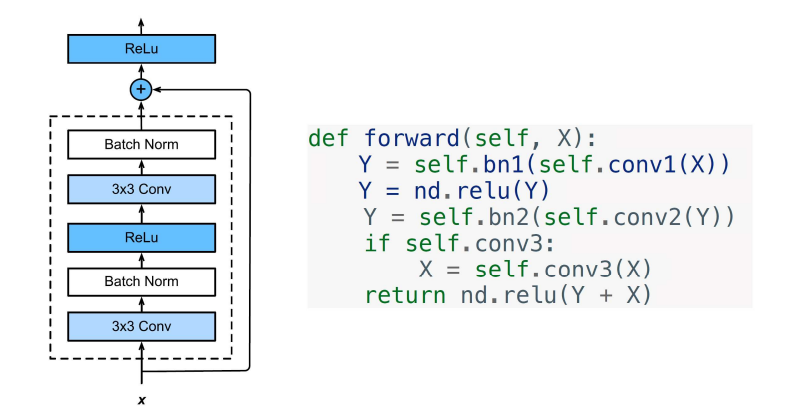 ReLu
+
Batch Norm
3x3 Conv
ReLu
Batch Norm
3x3 Conv
x
def forward(self, X):
    Y = self.bn1(self.conv1(X))
    Y = nd.relu(Y)
    Y = self.bn2(self.conv2(Y))
    if self.conv3:
        X = self.conv3(X)
    return nd.relu(Y + X)